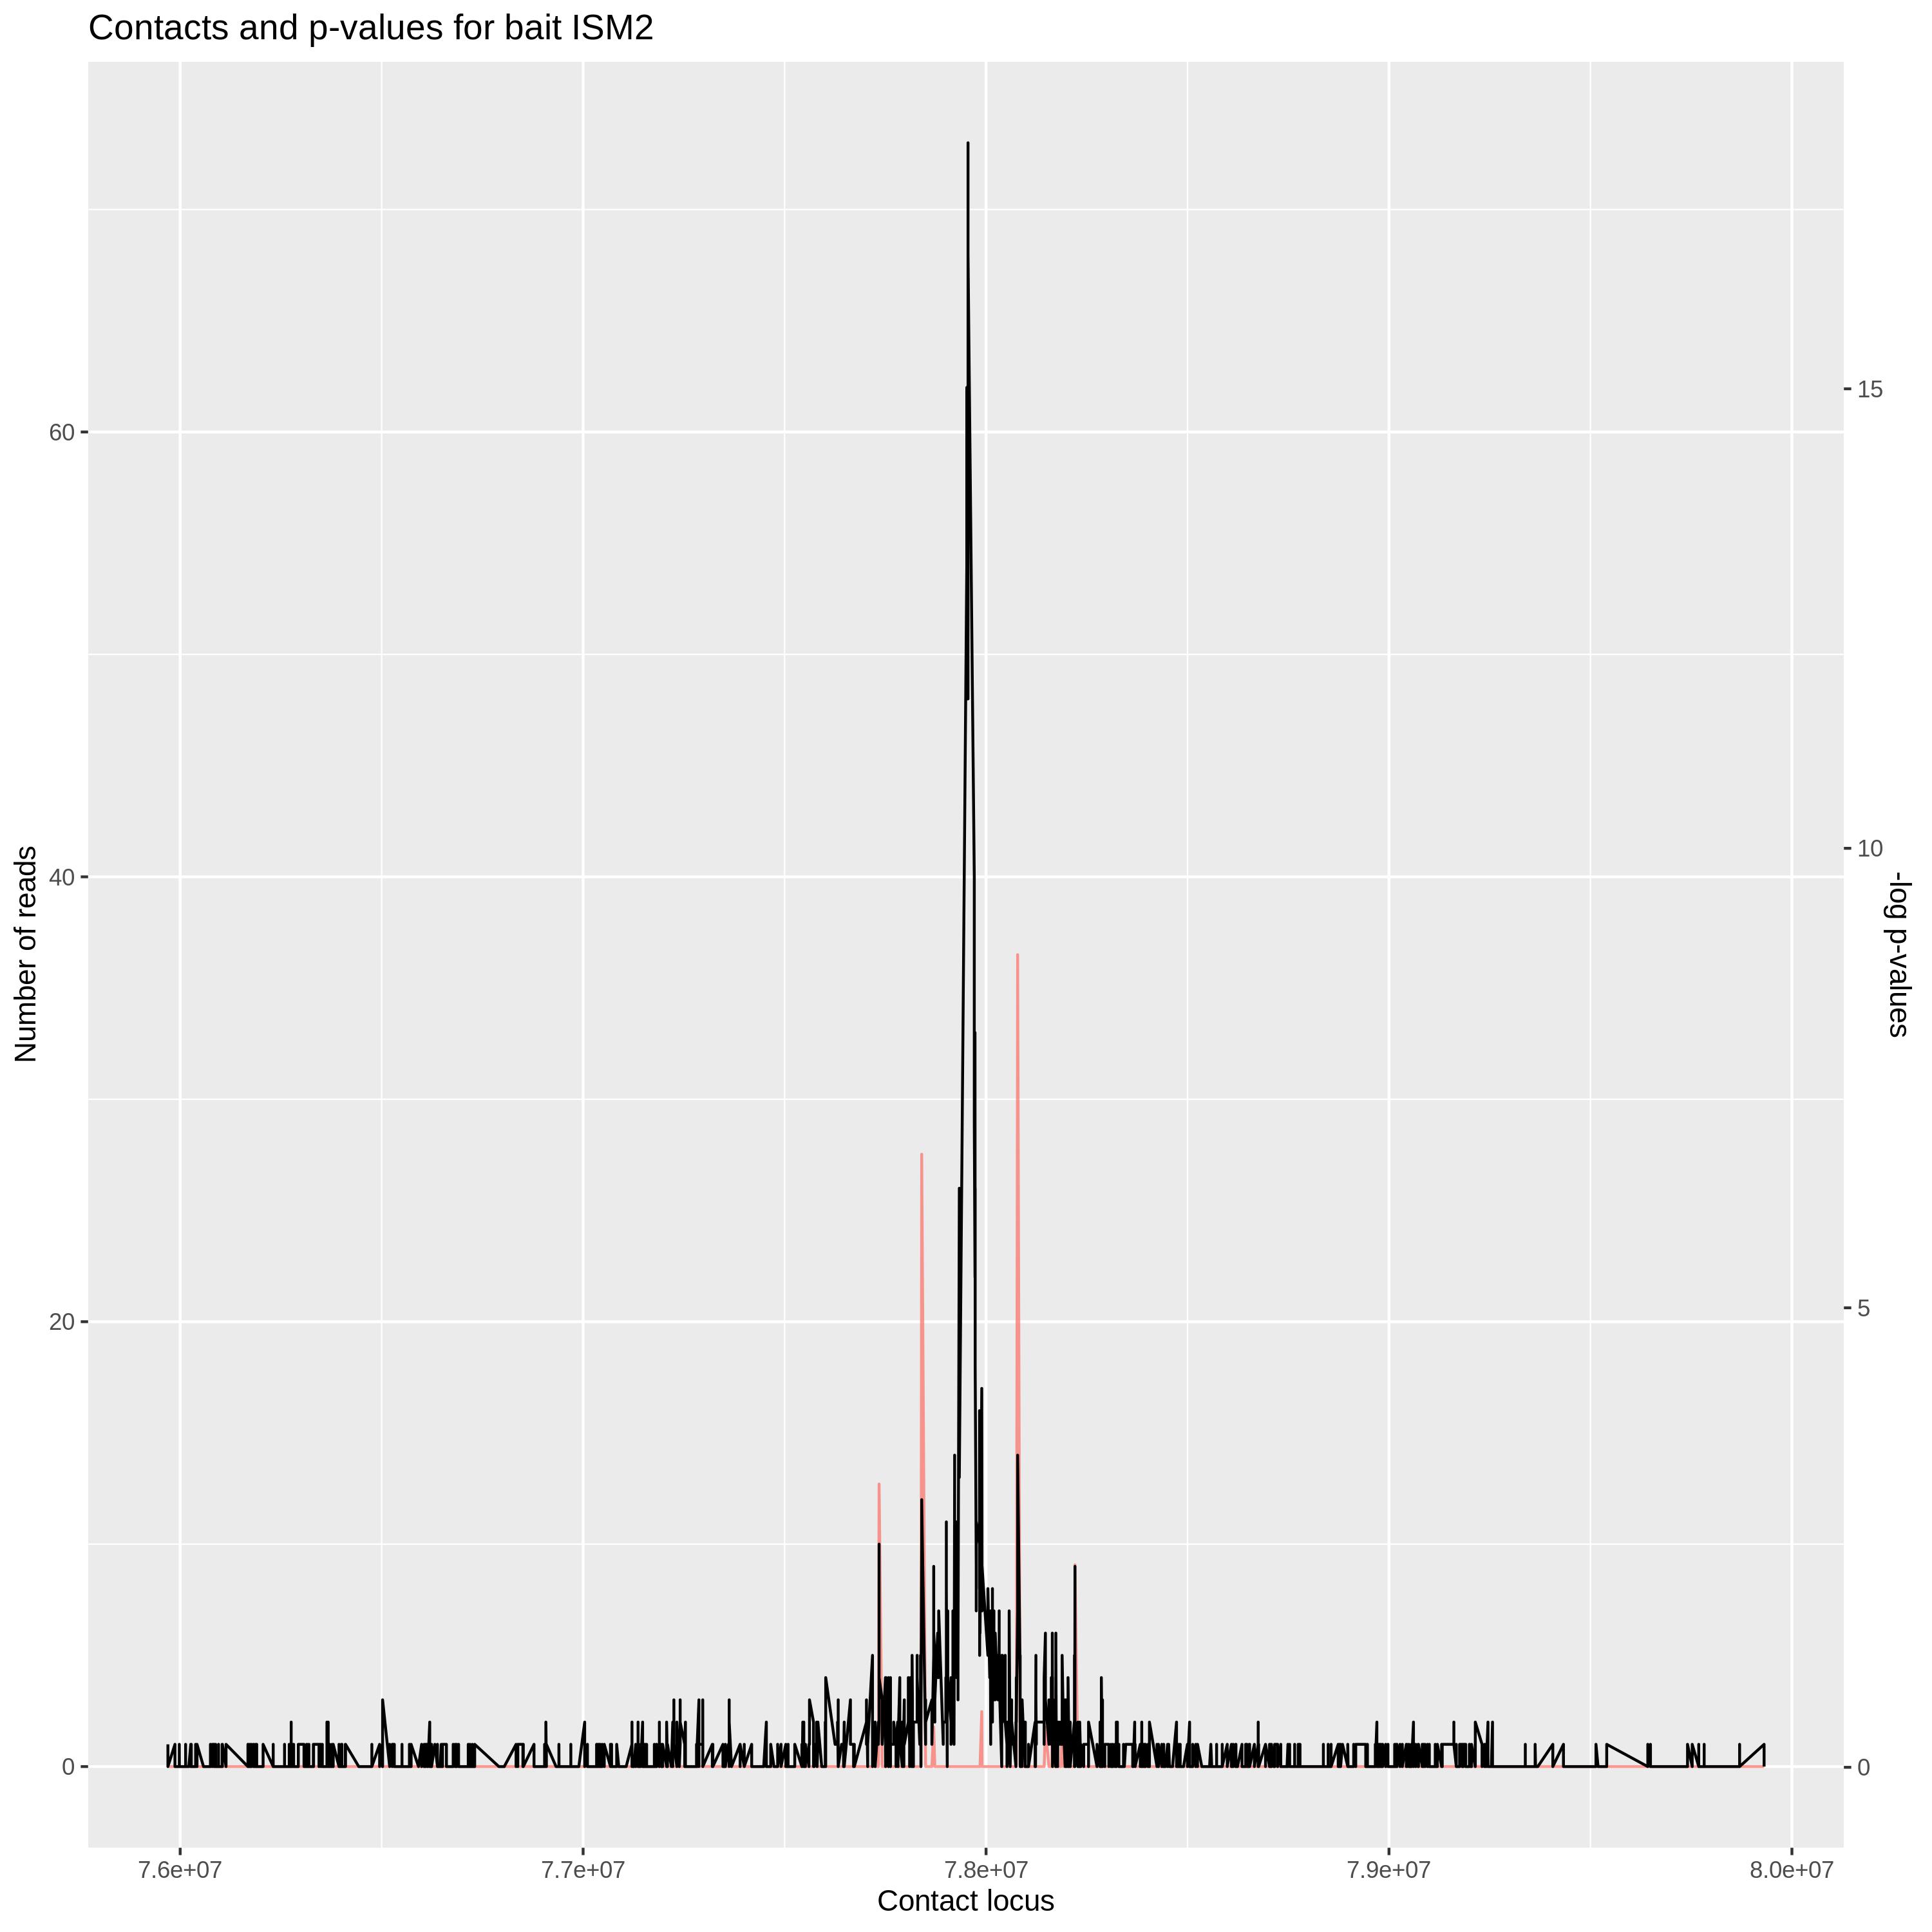 Contacts and p-values for bait ISM2
60
40
20
0
15
10
5
0
Number of reads
-log p-values
7.6e+07
7.7e+07
7.8e+07
7.9e+07
8.0e+07
Contact locus